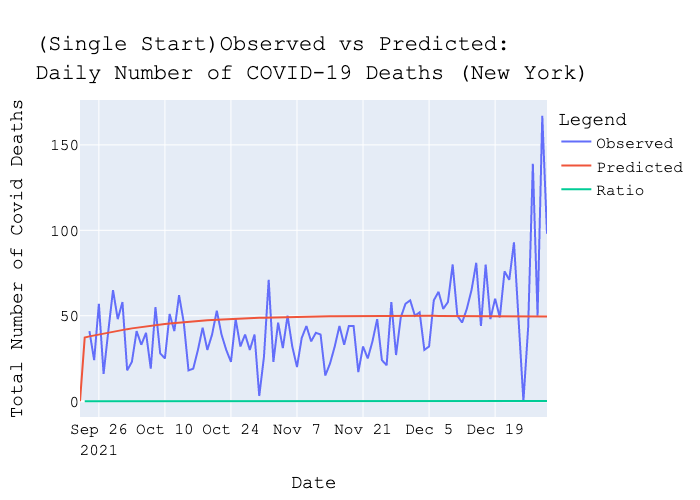 (Single Start)Observed vs Predicted:
Daily Number of COVID-19 Deaths (New York)
Total Number of Covid Deaths
150
100
50
0
Sep 26 Oct 10 Oct 24 Nov 7 Nov 21 Dec 5 Dec 19
2021
Date
Legend
Observed
Predicted
Ratio